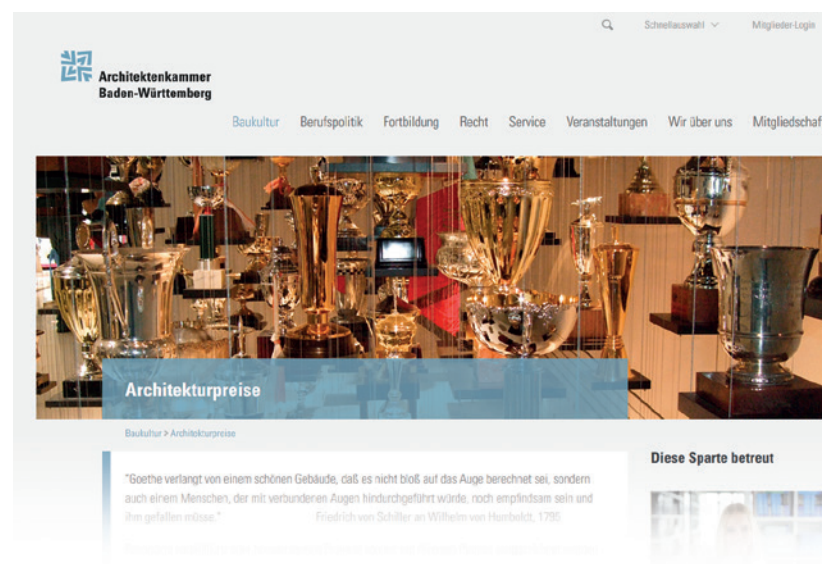 Schnellauswahl
Mitglieder-Login
Architektenkammer
Baden-Württemberg
Baukultur Berufspolitik Fortbildung Recht Service Veranstaltungen Wir über uns Mitgliedschaf
Architekturpreise
Baukultur > Architekturpreise
"Goethe verlangt von einem schönen Gebäude, daß es nicht bloß auf das Auge berechnet sei, sondern
auch einem Menschen, der mit verbundenen Augen hindurchgeführt würde, noch empfindsam sein und
ihm gefallen müsse." Friedrich von Schiller an Wilhelm von Humboldt, 1795
Diese Sparte betreut